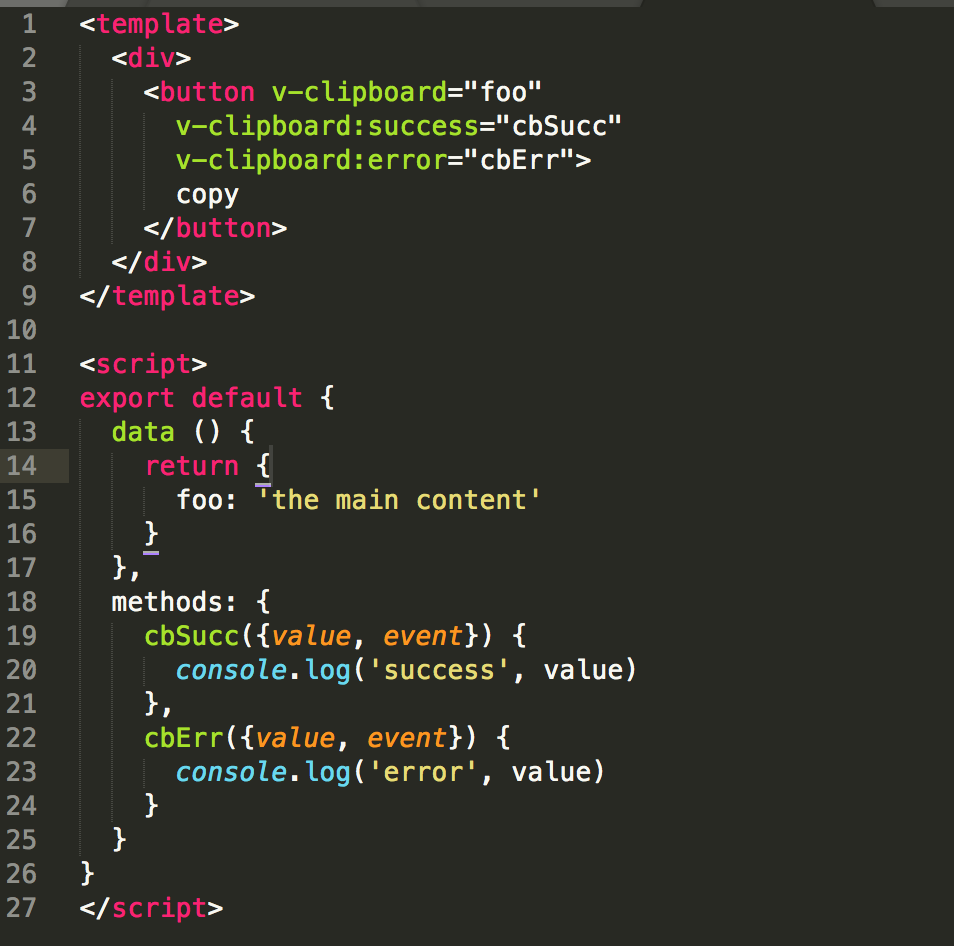 1 <template>
2   <div>
3     <button v-clipboard="foo"
4       v-clipboard:success="cbSucc"
5       v-clipboard:error="cbErr">
6       copy
7     </button>
8   </div>
9 </template>
10
11 <script>
12 export default {
13   data () {
14     return {
15       foo: 'the main content'
16     }
17   },
18   methods: {
19     cbSucc({value, event}) {
20       console.log('success', value)
21     },
22     cbErr({value, event}) {
23       console.log('error', value)
24     }
25   }
26 }
27 </script>